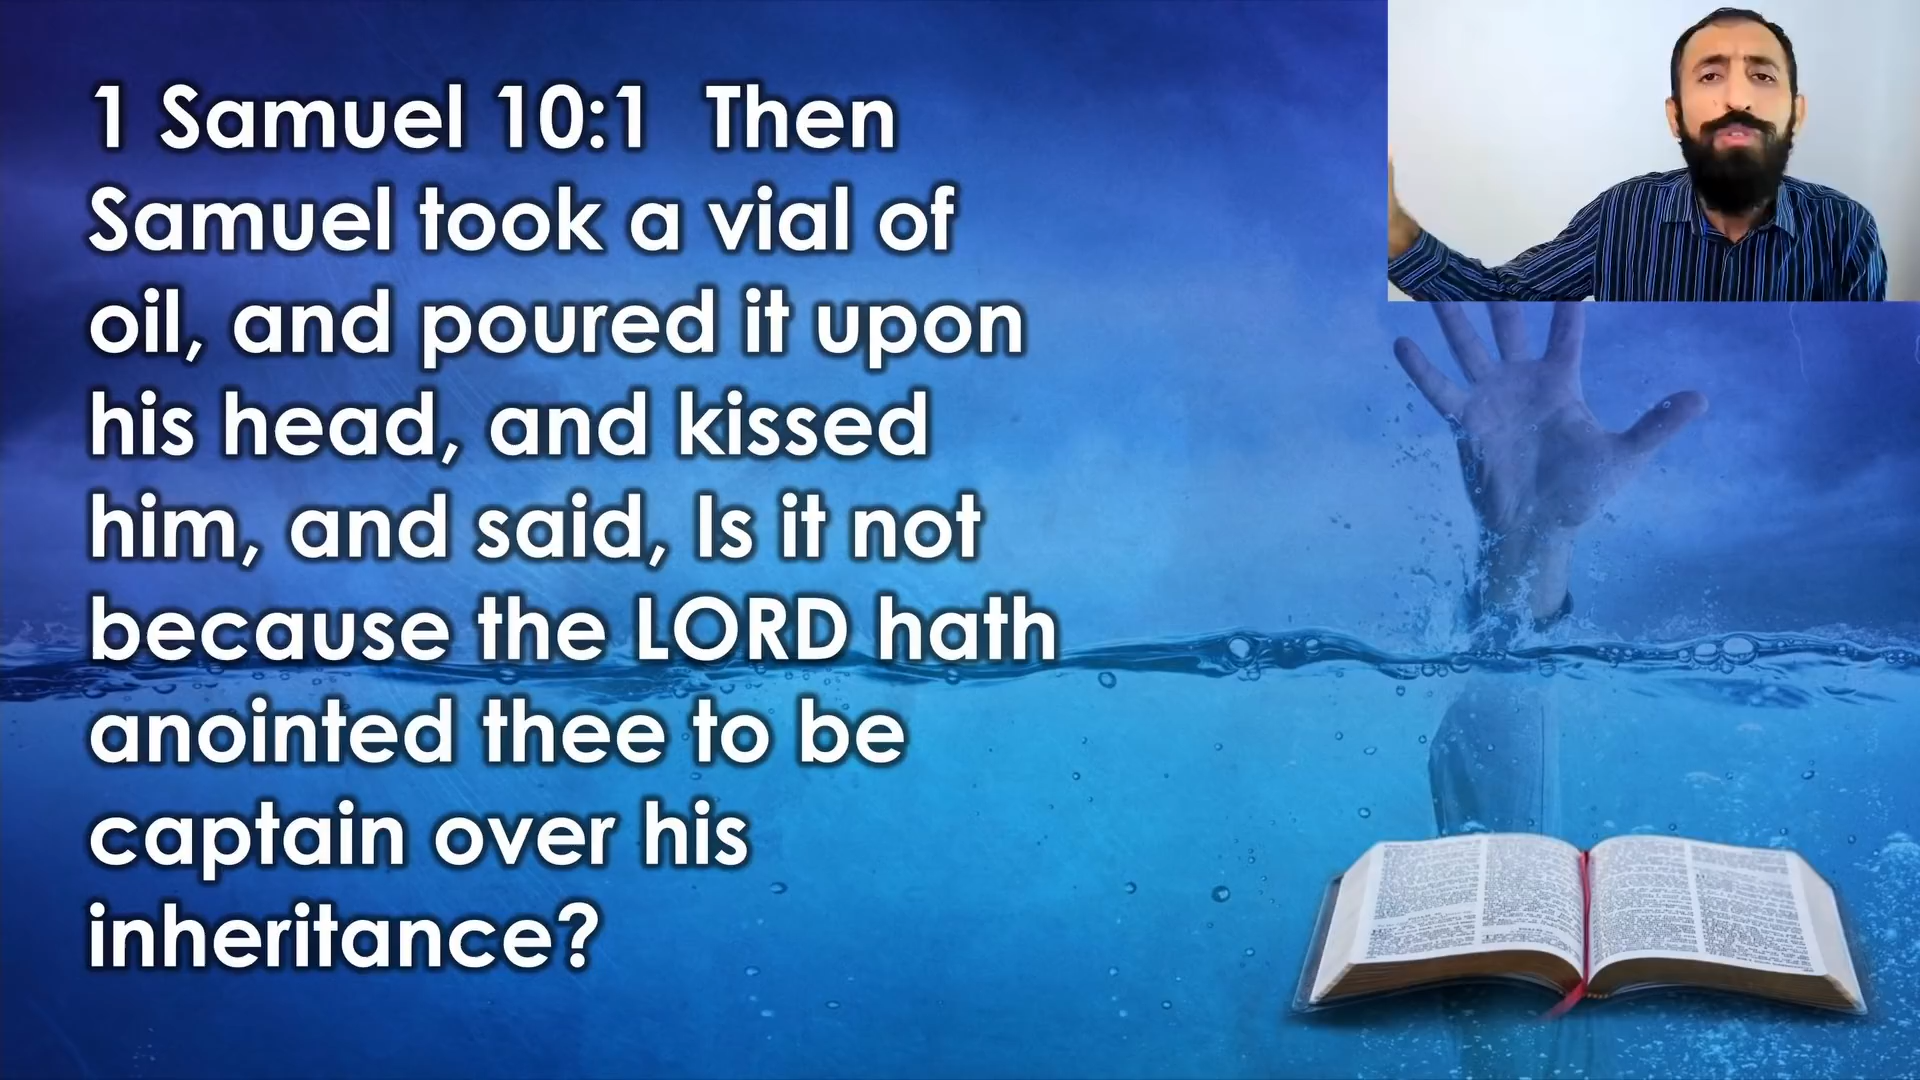 1 Samuel 10:1  Then
Samuel took a vial of
oil, and poured it upon
his head, and kissed
him, and said, Is it not
because the LORD hath
anointed thee to be
captain over his
inheritance?